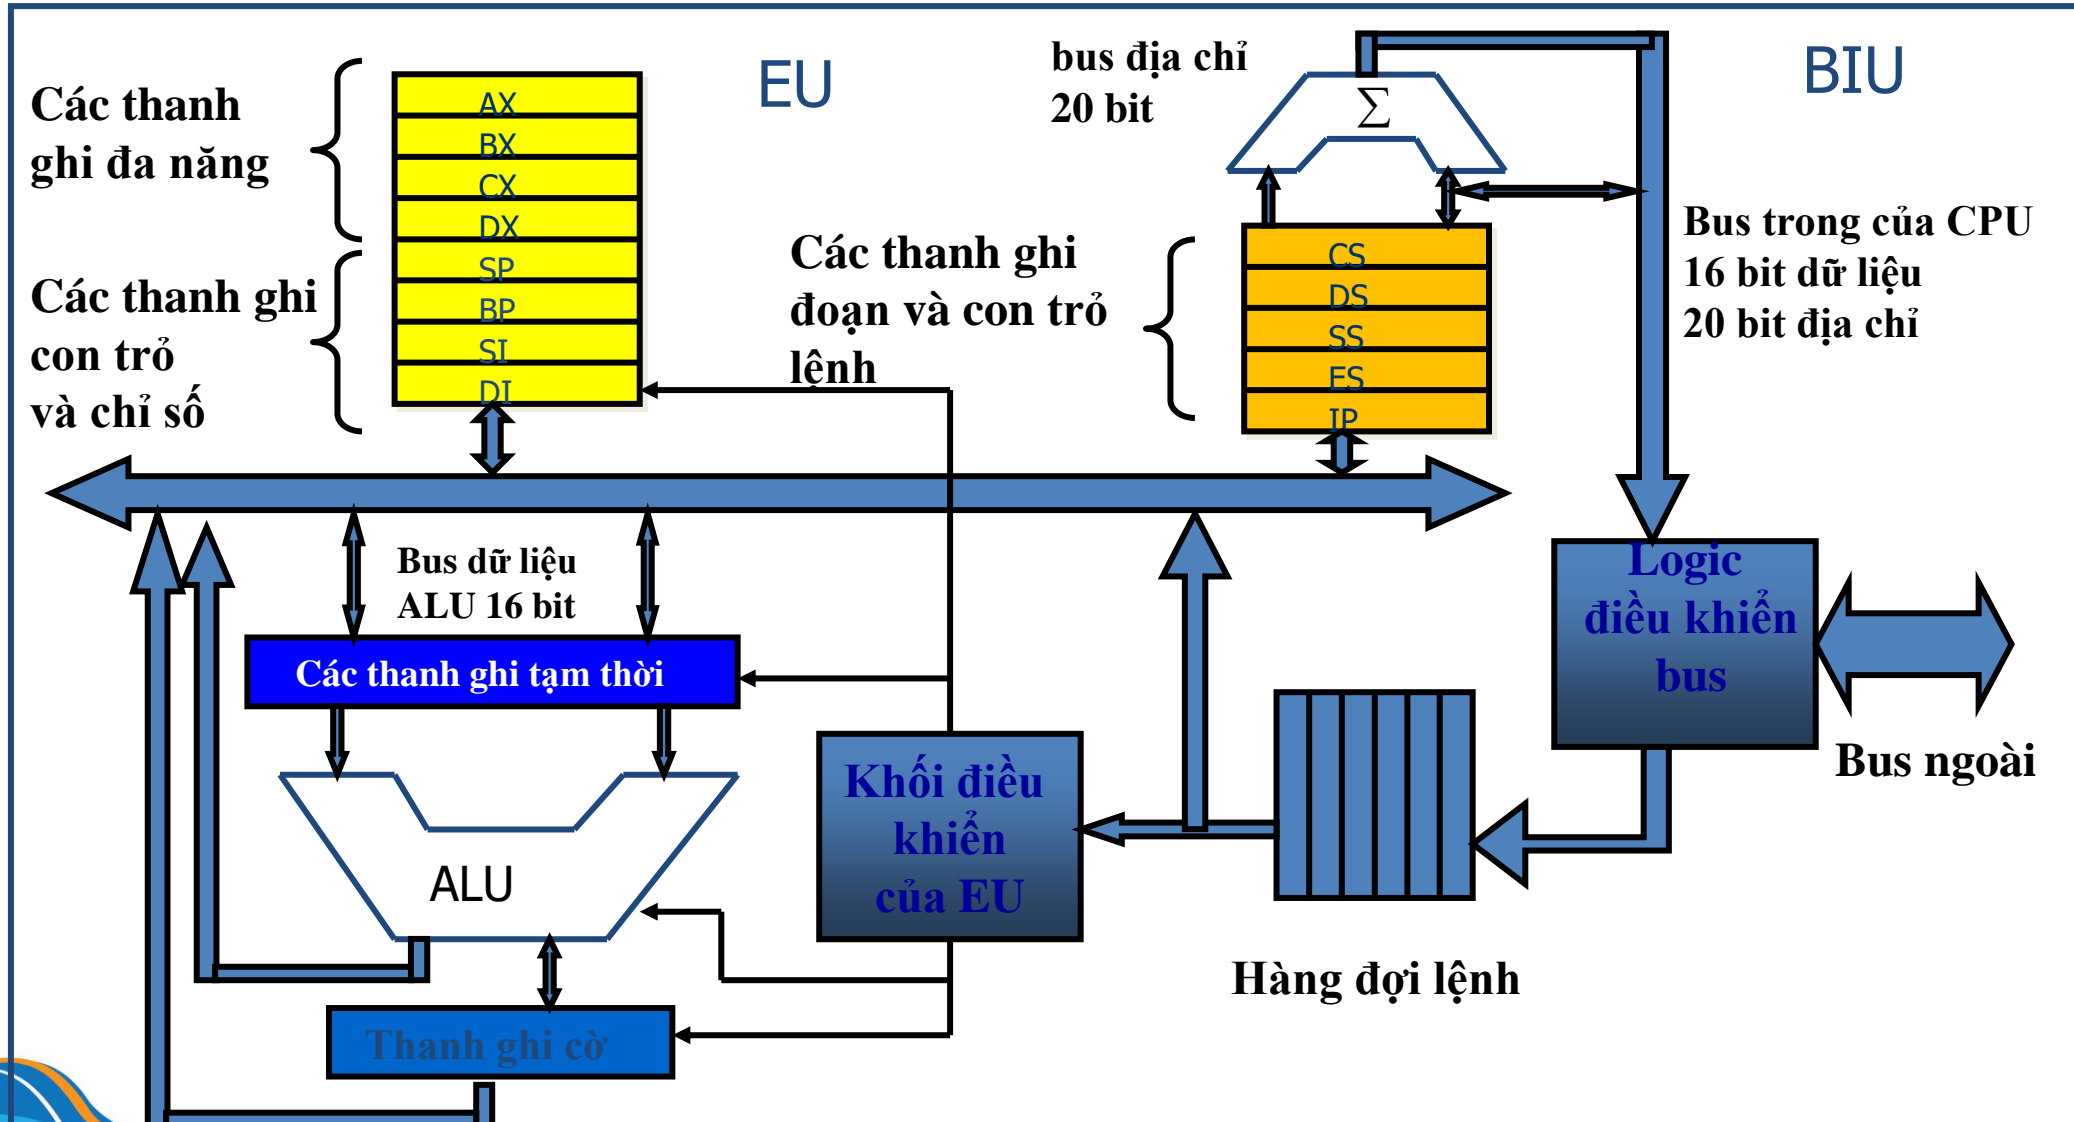 EU
BIU
Các thanh
ghi đa năng
AX
BX
CX
DX
Các thanh ghi
con trỏ
và chỉ số
SP
BP
SI
DI
bus địa chỉ
20 bit
∑
Các thanh ghi
đoạn và con trỏ
lệnh
CS
DS
SS
ES
IP
Bus trong của CPU
16 bit dữ liệu
20 bit địa chỉ
Bus dữ liệu
ALU 16 bit
Các thanh ghi tạm thời
ALU
Thanh ghi cờ
Khối điều
khiển
của EU
Hàng đợi lệnh
Logic
điều khiển
bus
Bus ngoài